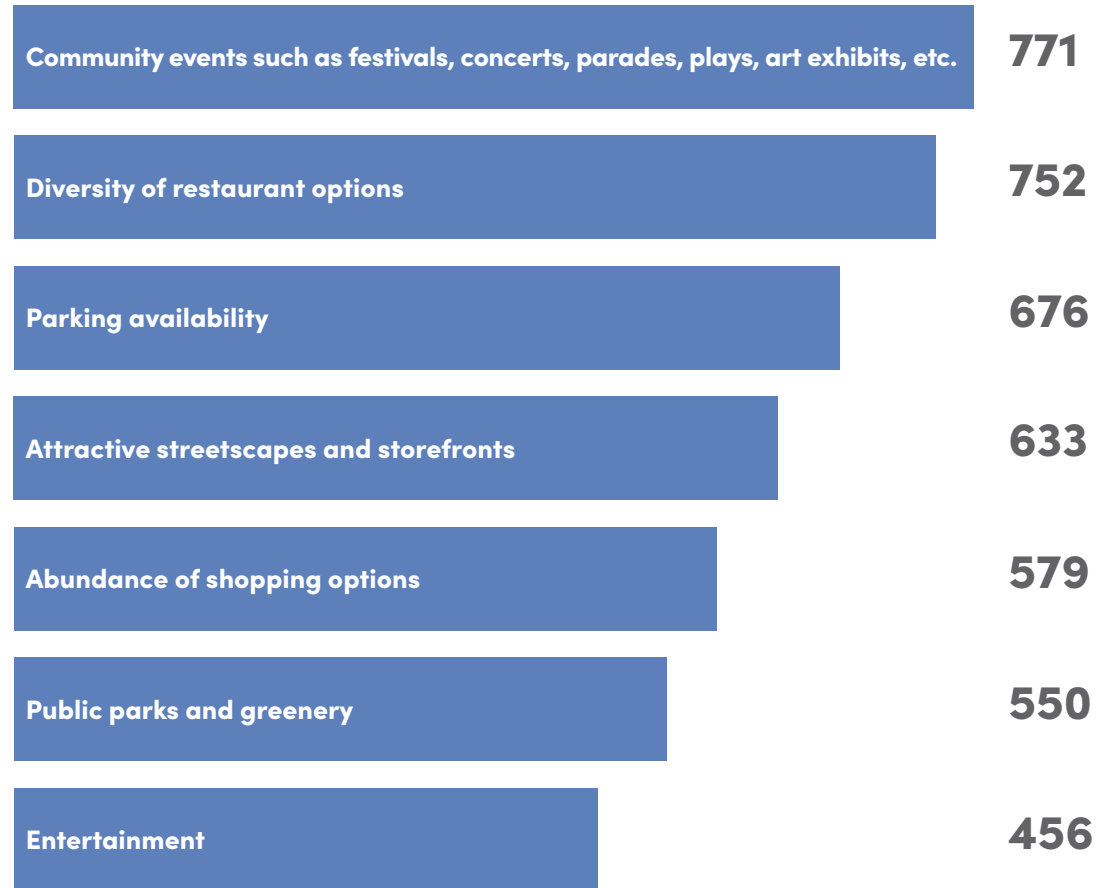 Community events such as festivals, concerts, parades, plays, art exhibits, etc. 771
Diversity of restaurant options 752
Parking availability 676
Attractive streetscapes and storefronts 633
Abundance of shopping options 579
Public parks and greenery 550
Entertainment 456